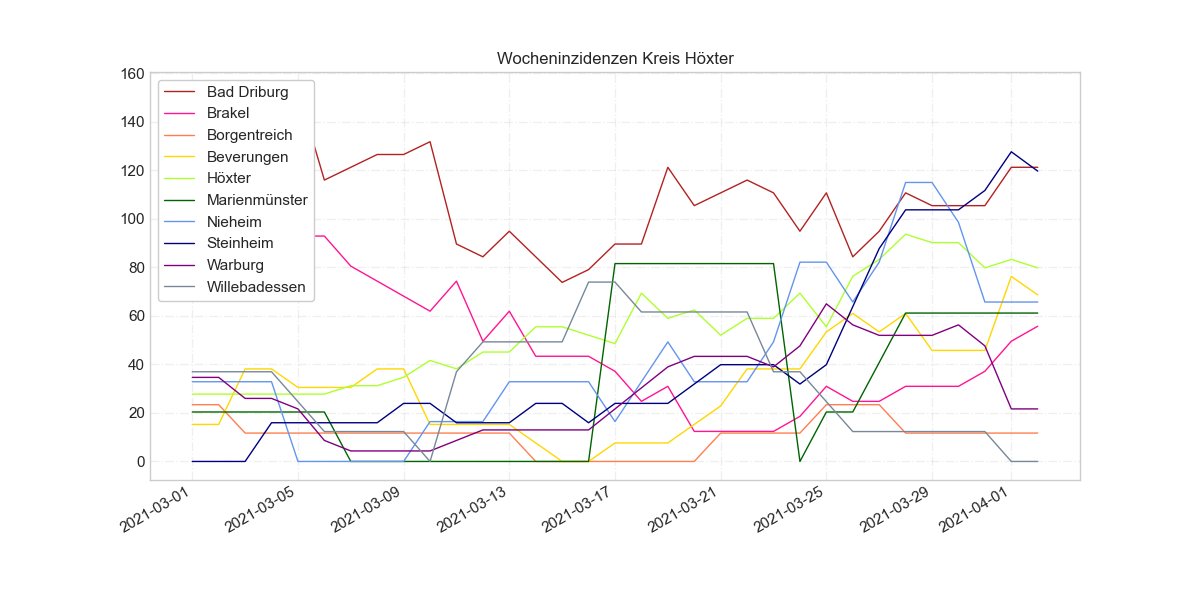 Wocheninzidenzen Kreis Höxter
160
140
120
100
80
60
40
20
0
Bad Driburg
Brakel
Borgentreich
Beverungen
Höxter
Marienmünster
Nieheim
Steinheim
Warburg
Willebadessen
2021-03-01
2021-03-05
2021-03-09
2021-03-13
2021-03-17
2021-03-21
2021-03-25
2021-03-29
2021-04-01